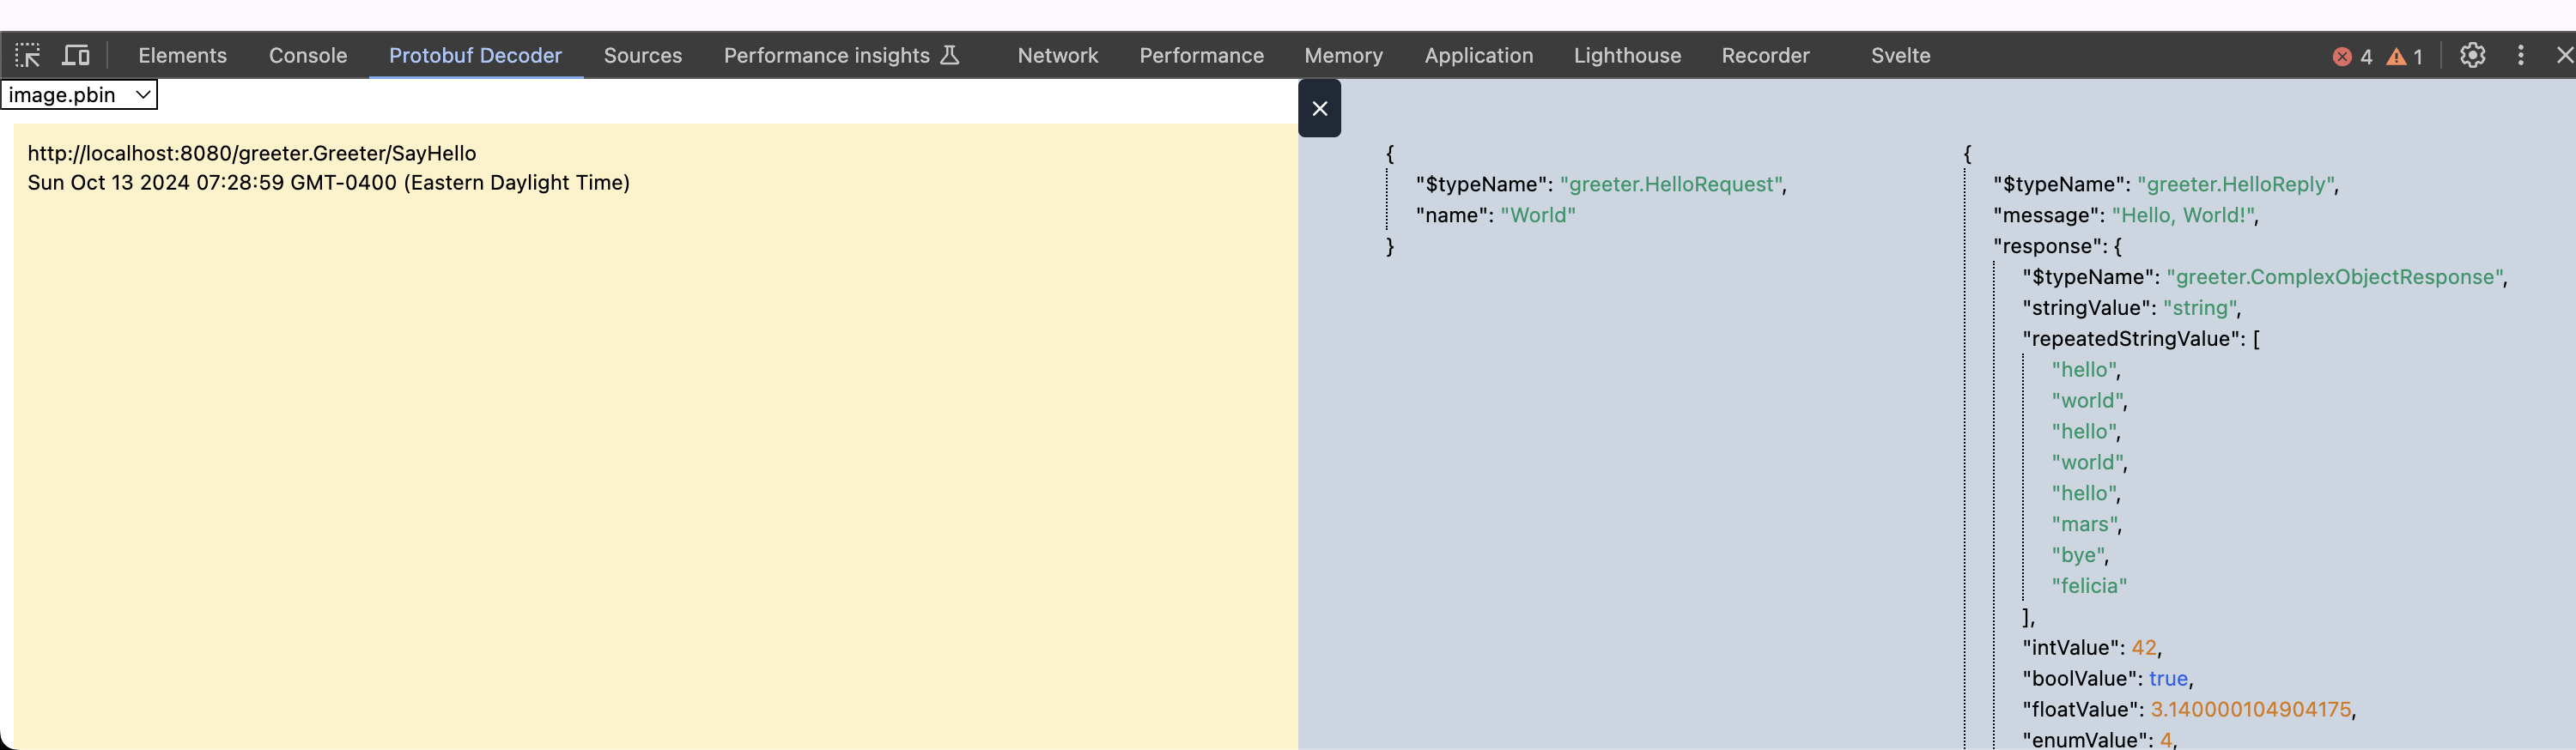 Elements Console Protobuf Decoder Sources Performance insights Network Performance Memory Application Lighthouse Recorder Svelte 4 1
image.pbin
http://localhost:8080/greeter.Greeter/SayHello
Sun Oct 13 2024 07:28:59 GMT-0400 (Eastern Daylight Time)
{
"$typeName": "greeter.HelloRequest",
"name": "World"
}
{
"$typeName": "greeter.HelloReply",
"message": "Hello, World!",
"response": {
"$typeName": "greeter.ComplexObjectResponse",
"stringValue": "string",
"repeatedStringValue": [
"hello",
"world",
"hello",
"world",
"hello",
"mars",
"bye",
"felicia"
],
"intValue": 42,
"boolValue": true,
"floatValue": 3.140000104904175,
"enumValue": 4,